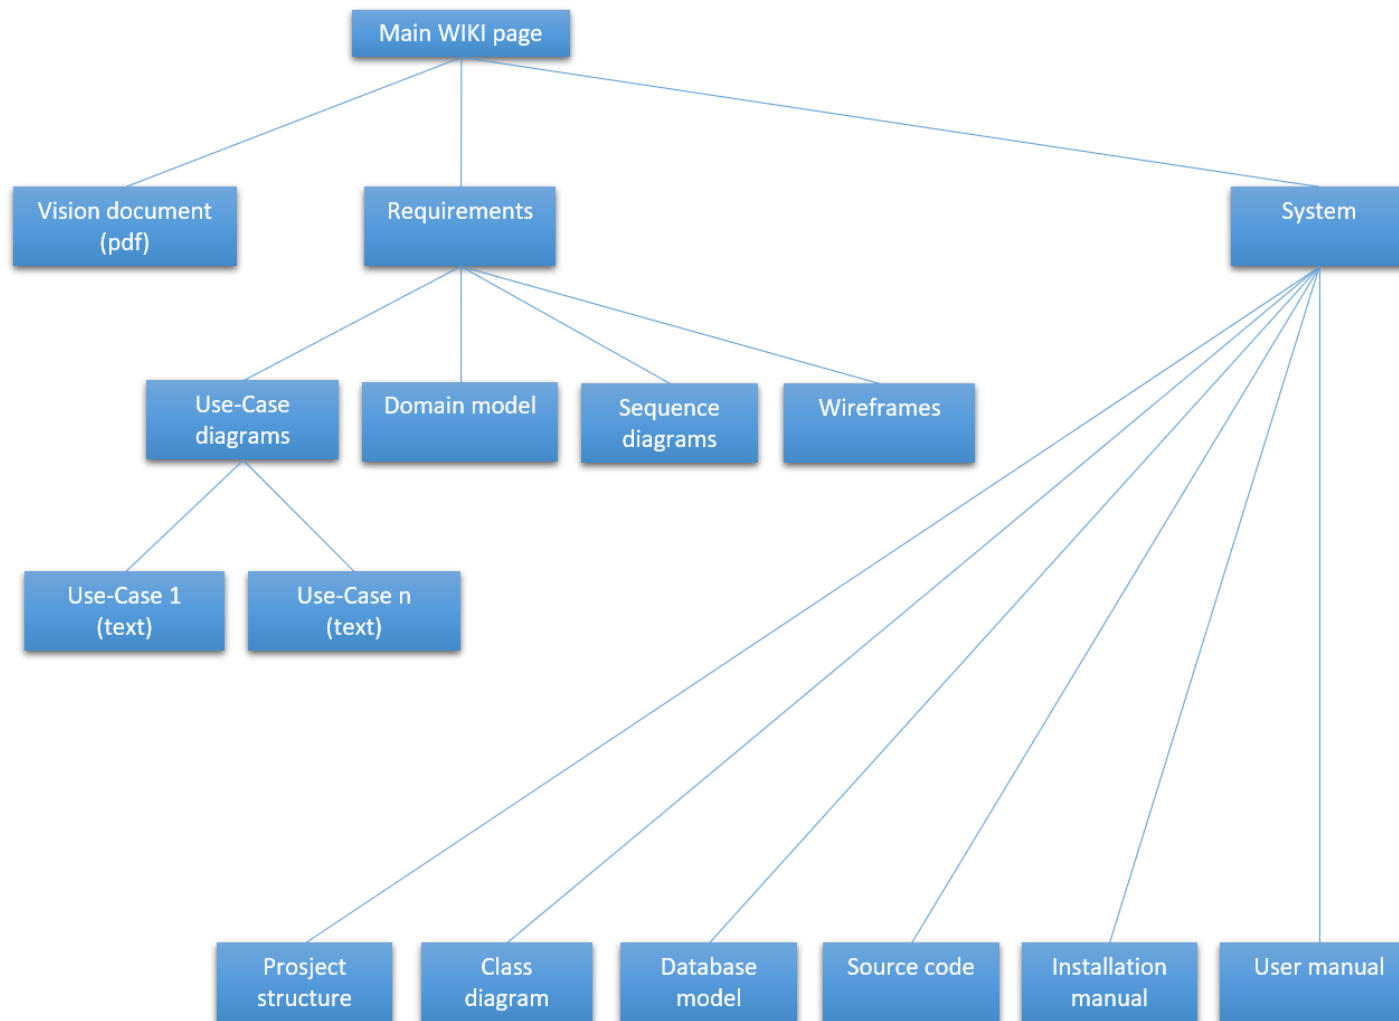 Main WIKI page
Vision document
(pdf)
Requirements
System
Use-Case
diagrams
Domain model
Sequence
diagrams
Wireframes
Use-Case 1
(text)
Use-Case n
(text)
Prosject
structure
Class
diagram
Database
model
Source code
Installation
manual
User manual